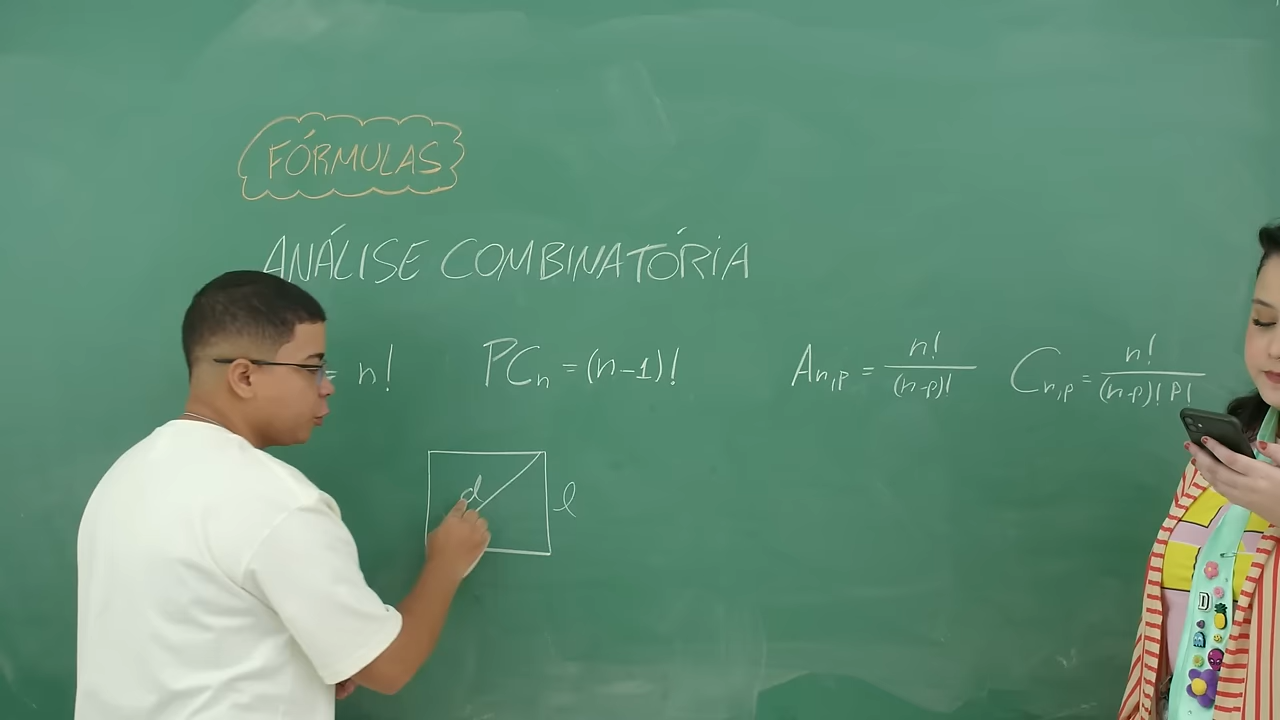 FÓRMULAS
ANÁLISE COMBINATÓRIA
= n!
PCn = (n-1)!
An,p = n!/(n-p)!
Cn,p = n!/(n-p)! p!
d
l
D